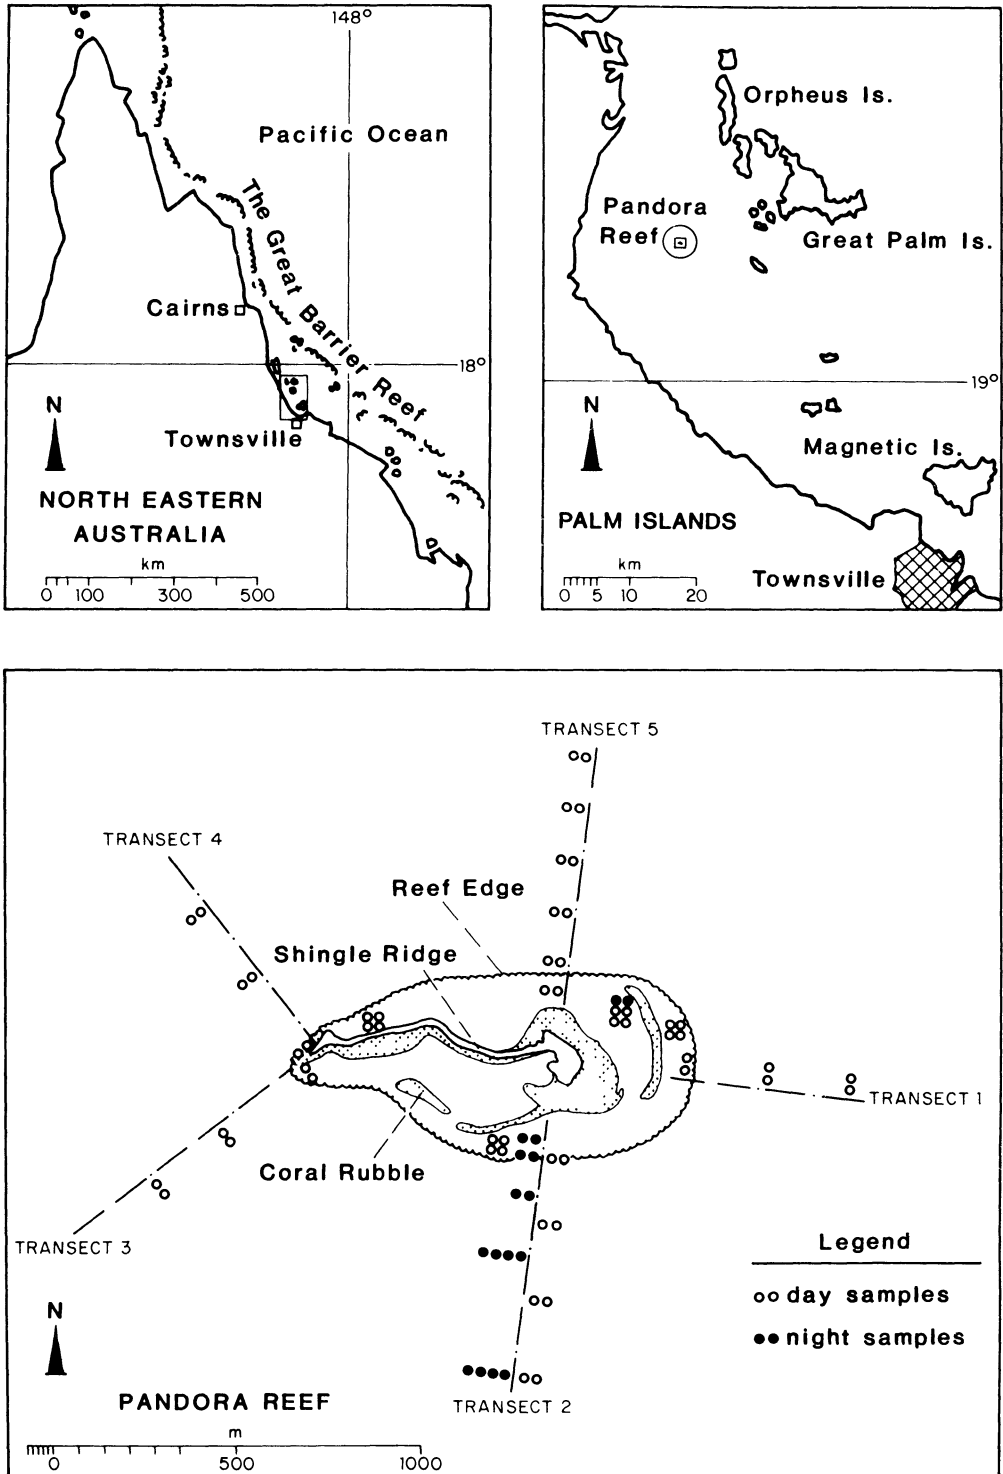 148°
Pacific Ocean
The Great Barrier Reef
Cairns
18°
N
Townsville
NORTH EASTERN
AUSTRALIA
km
0 100 300 500
Orpheus Is.
Pandora
Reef
Great Palm Is.
19°
N
Magnetic Is.
PALM ISLANDS
km
Townsville
0 5 10 20
TRANSECT 5
TRANSECT 4
Reef Edge
Shingle Ridge
TRANSECT 1
Coral Rubble
TRANSECT 3
Legend
day samples
night samples
N
PANDORA REEF
TRANSECT 2
m
0 500 1000